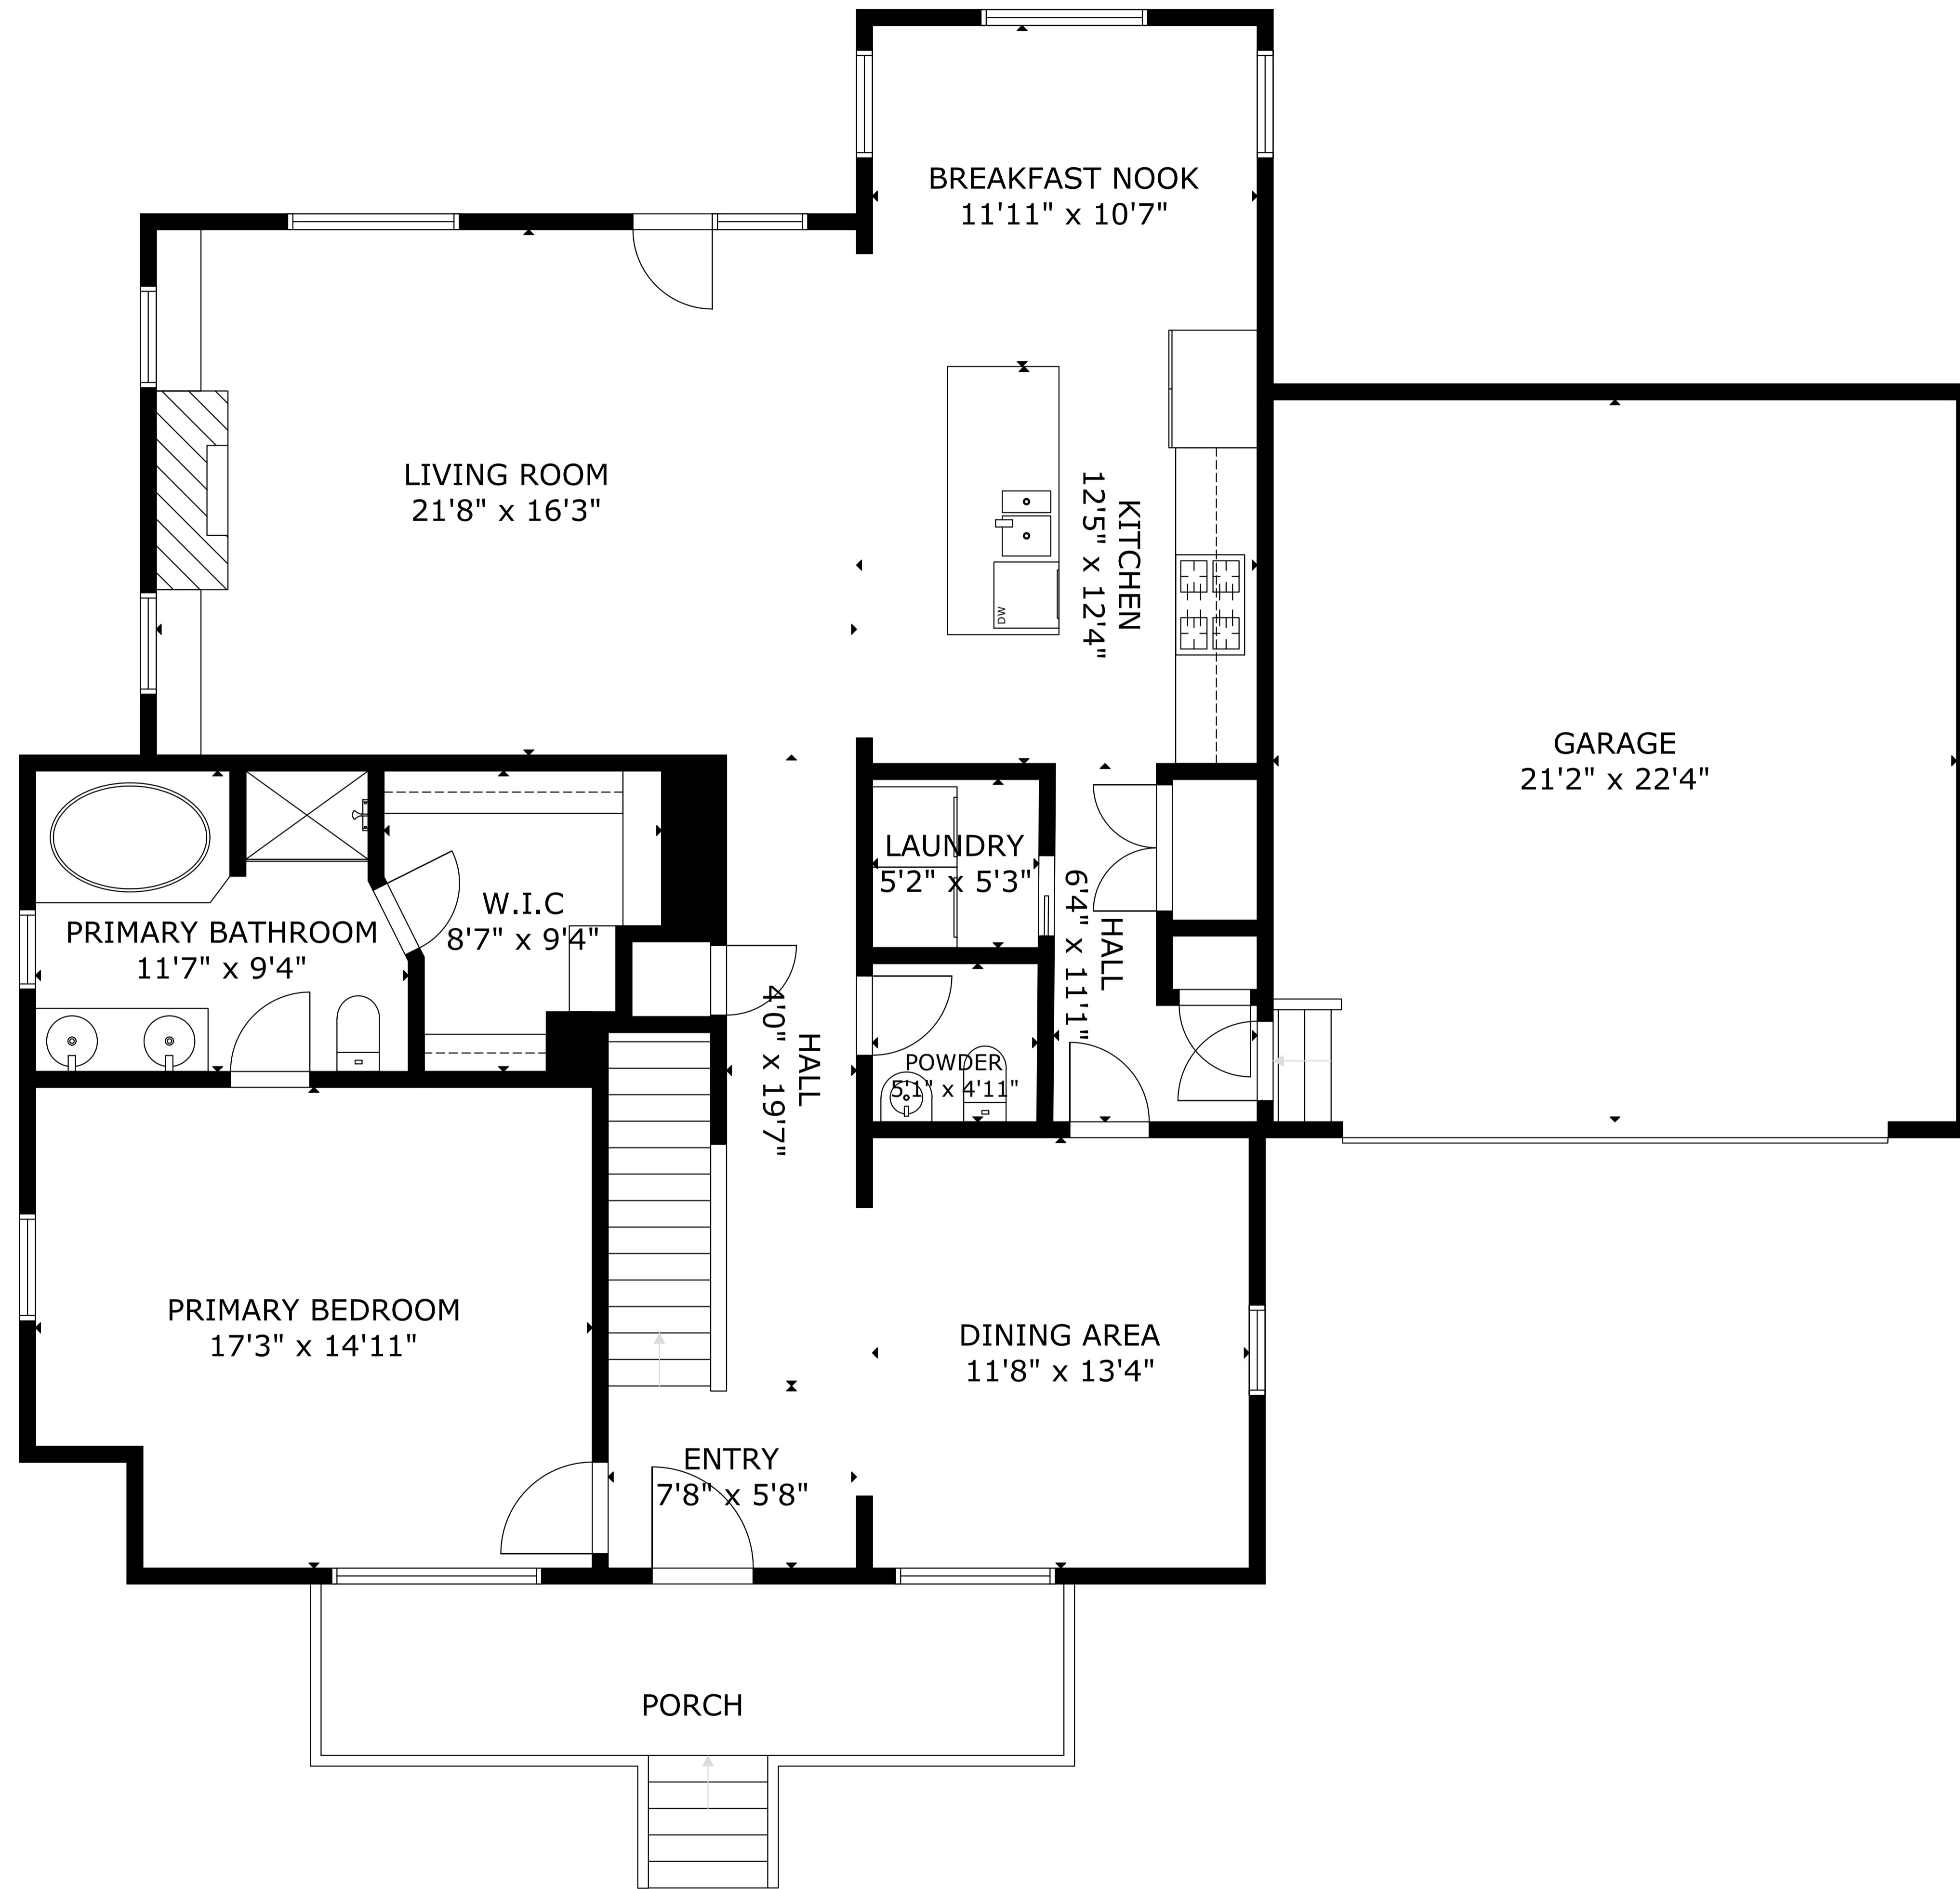 BREAKFAST NOOK
11'11" x 10'7"
LIVING ROOM
21'8" x 16'3"
KITCHEN
12'5" x 12'4"
DW
GARAGE
21'2" x 22'4"
LAUNDRY
5'2" x 5'3"
HALL
6'4" x 11'1"
W.I.C
8'7" x 9'4"
PRIMARY BATHROOM
11'7" x 9'4"
HALL
4'0" x 19'7"
POWDER
5'1" x 4'11"
PRIMARY BEDROOM
17'3" x 14'11"
DINING AREA
11'8" x 13'4"
ENTRY
7'8" x 5'8"
PORCH